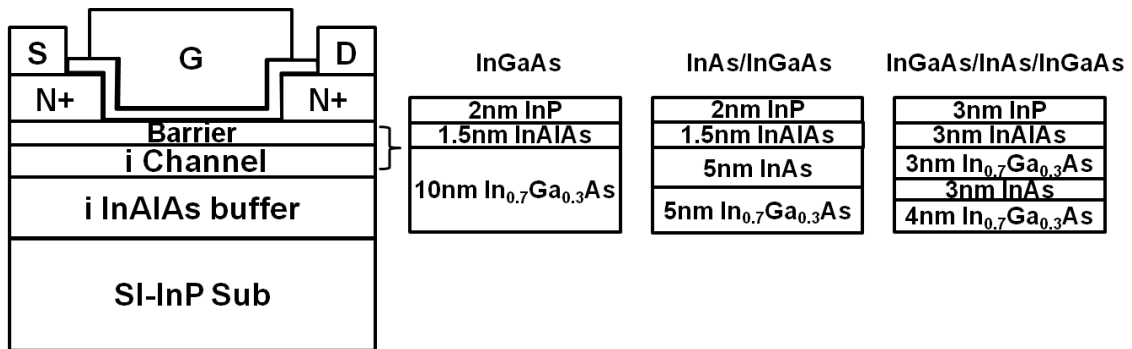 S
G
D
N+
N+
Barrier
i Channel
i InAlAs buffer
SI-InP Sub
InGaAs
2nm InP
1.5nm InAlAs
10nm In₀.₇Ga₀.₃As
InAs/InGaAs
2nm InP
1.5nm InAlAs
5nm InAs
5nm In₀.₇Ga₀.₃As
InGaAs/InAs/InGaAs
3nm InP
3nm InAlAs
3nm In₀.₇Ga₀.₃As
3nm InAs
4nm In₀.₇Ga₀.₃As